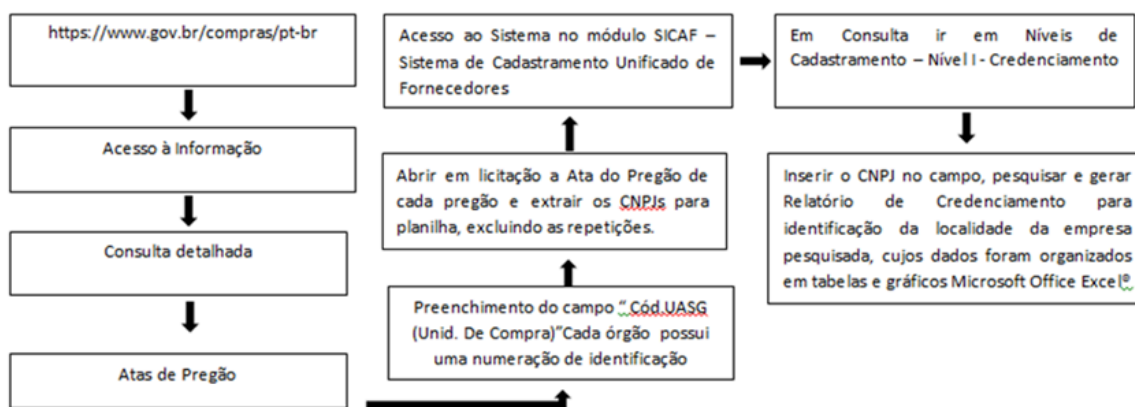 https://www.gov.br/compras/pt-br
Acesso à Informação
Consulta detalhada
Atas de Pregão
Preenchimento do campo “ Cód.UASG
(Unid. De Compra)”Cada órgão possui
uma numeração de identificação
Abrir em licitação a Ata do Pregão de
cada pregão e extrair os CNPJs para
planilha, excluindo as repetições.
Acesso ao Sistema no módulo SICAF –
Sistema de Cadastramento Unificado de
Fornecedores
Em Consulta ir em Níveis de
Cadastramento – Nível I - Credenciamento
Inserir o CNPJ no campo, pesquisar e gerar
Relatório de Credenciamento para
identificação da localidade da empresa
pesquisada, cujos dados foram organizados
em tabelas e gráficos Microsoft Office Excel®